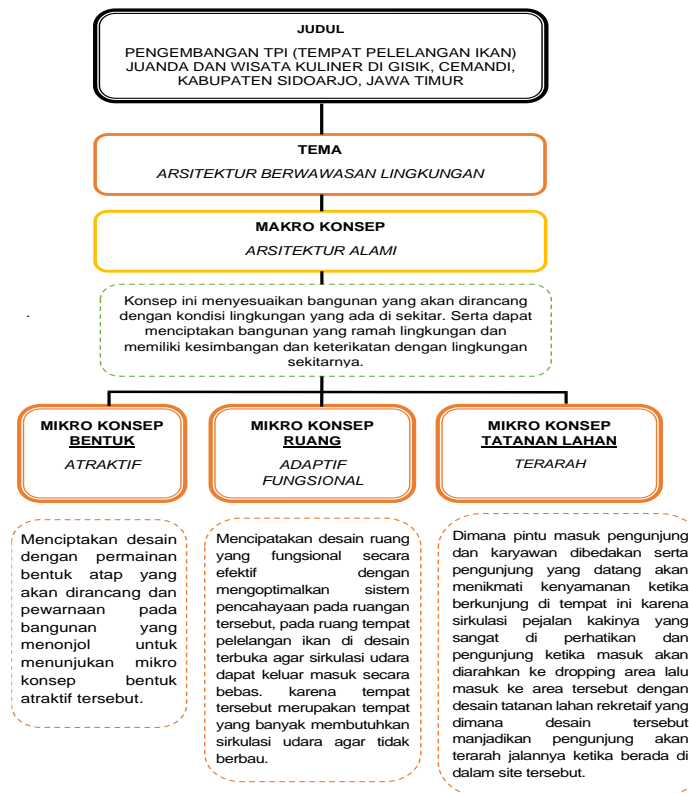 JUDUL
PENGEMBANGAN TPI (TEMPAT PELELANGAN IKAN)
JUANDA DAN WISATA KULINER DI GISIK, CEMANDI,
KABUPATEN SIDOARJO, JAWA TIMUR
TEMA
ARSITEKTUR BERWAWASAN LINGKUNGAN
MAKRO KONSEP
ARSITEKTUR ALAMI
Konsep ini menyesuaikan bangunan yang akan dirancang
dengan kondisi lingkungan yang ada di sekitar. Serta dapat
menciptakan bangunan yang ramah lingkungan dan
memiliki kesimbangan dan keterikatan dengan lingkungan
sekitarnya.
MIKRO KONSEP
BENTUK
ATRAKTIF
MIKRO KONSEP
RUANG
ADAPTIF
FUNGSIONAL
MIKRO KONSEP
TATANAN LAHAN
TERARAH
Menciptakan desain
dengan permainan
bentuk atap yang
akan dirancang dan
pewarnaan pada
bangunan yang
menonjol untuk
menunjukan mikro
konsep bentuk
atraktif tersebut.
Mencipatakan desain ruang
yang fungsional secara
efektif dengan
mengoptimalkan sistem
pencahayaan pada ruangan
tersebut, pada ruang tempat
pelelangan ikan di desain
terbuka agar sirkulasi udara
dapat keluar masuk secara
bebas. karena tempat
tersebut merupakan tempat
yang banyak membutuhkan
sirkulasi udara agar tidak
berbau.
Dimana pintu masuk pengunjung
dan karyawan dibedakan serta
pengunjung yang datang akan
menikmati kenyamanan ketika
berkunjung di tempat ini karena
sirkulasi pejalan kakinya yang
sangat di perhatikan dan
pengunjung ketika masuk akan
diarahkan ke dropping area lalu
masuk ke area tersebut dengan
desain tatanan lahan rekretaif yang
dimana desain tersebut
manjadikan pengunjung akan
terarah jalannya ketika berada di
dalam site tersebut.